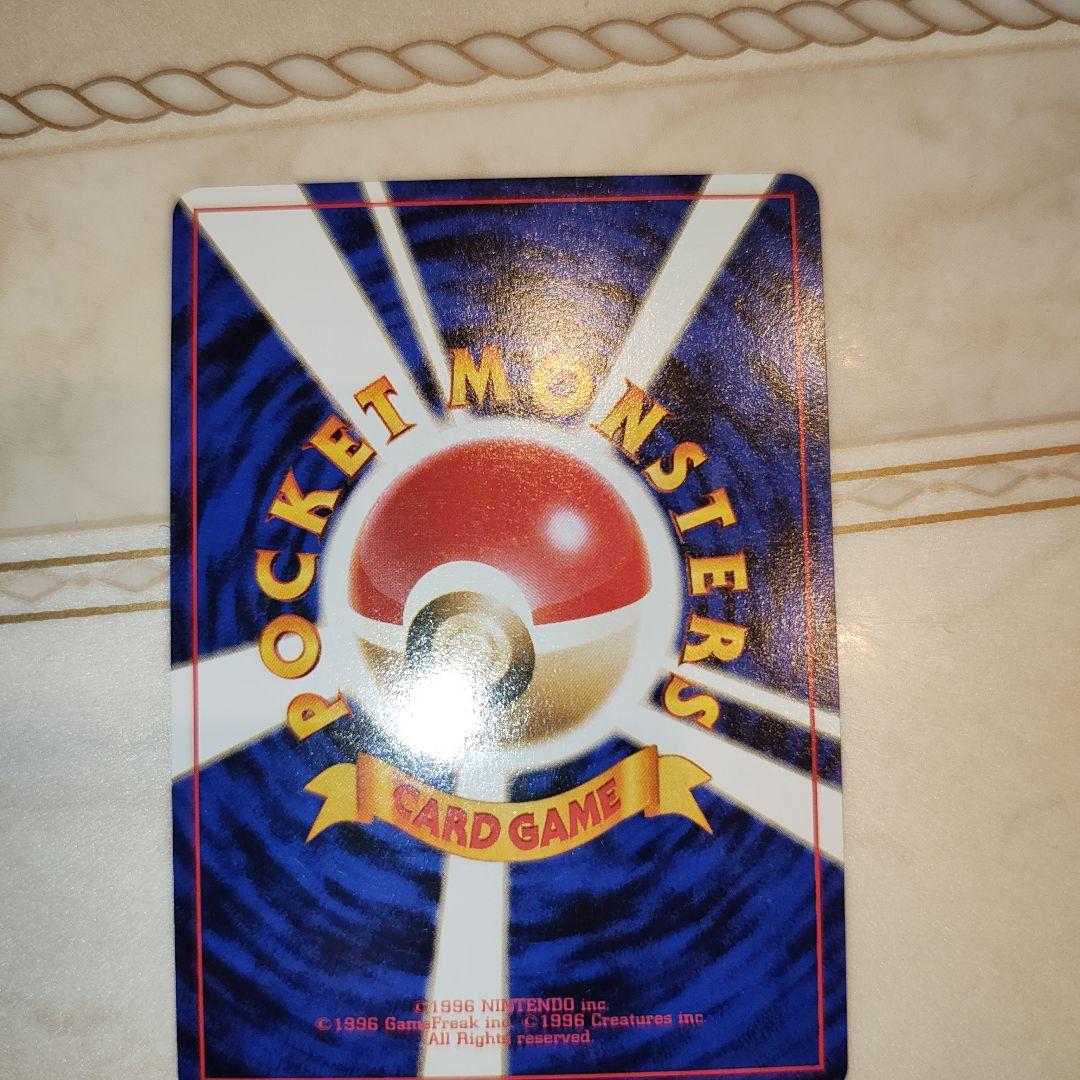 POCKET MONSTERS
CARD GAME
©1996 NINTENDO inc.
©1996 GameFreak inc. ©1996 Creatures inc.
All Rights reserved.